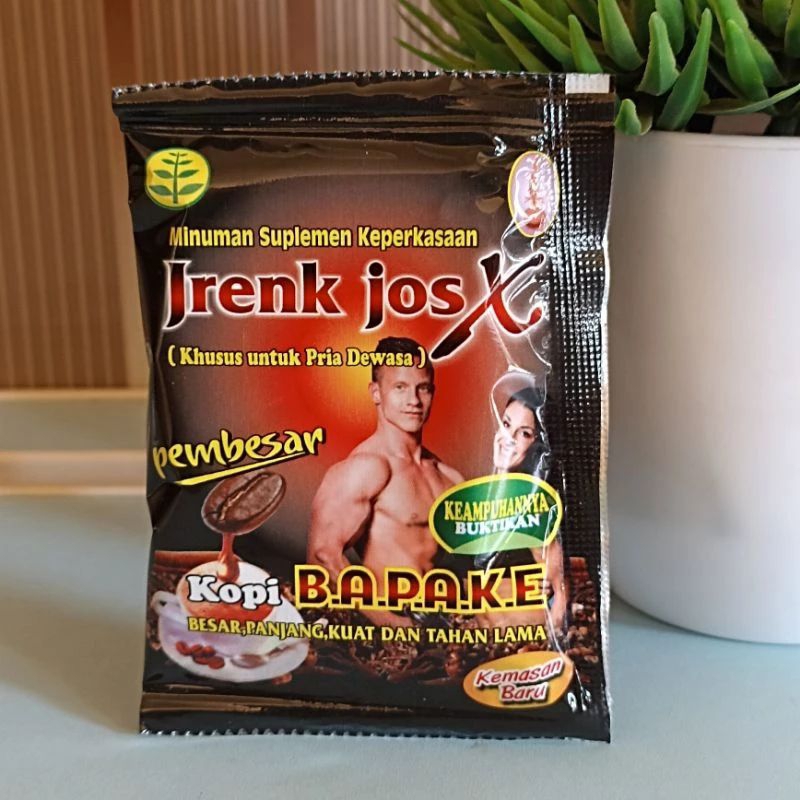 Minuman Suplemen Keperkasaan
Jrenk jos X
( Khusus untuk Pria Dewasa )
pembesar
KEAMPUHANNYA
BUKTIKAN
Kopi B.A.P.A.K.E
BESAR,PANJANG,KUAT DAN TAHAN LAMA
Kemasan
Baru